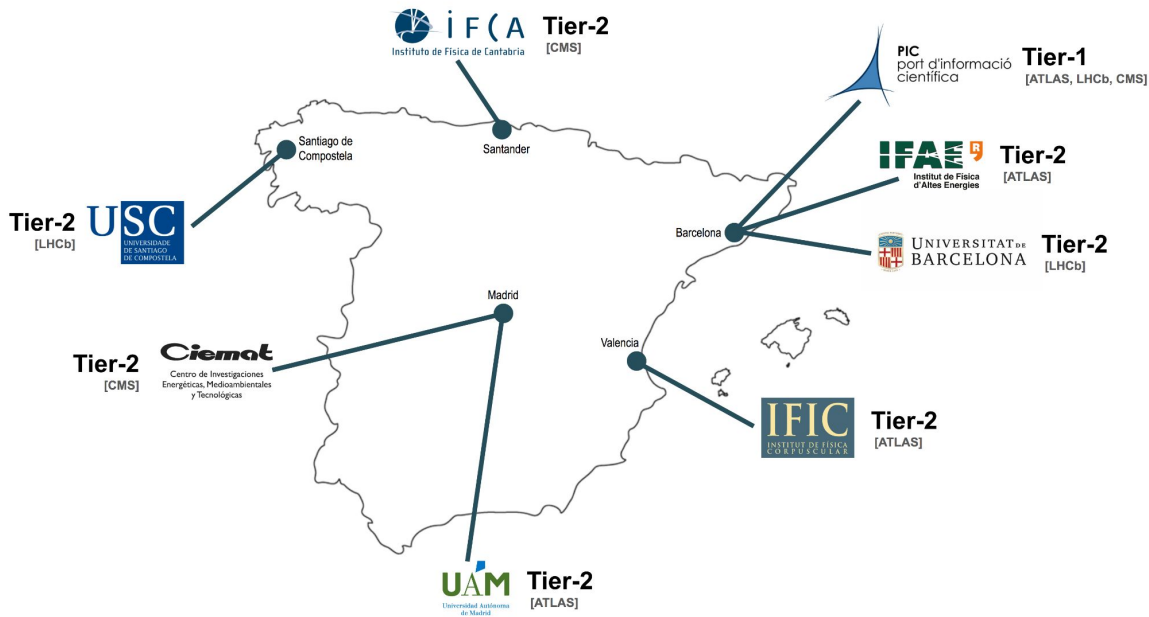 iFCA
Instituto de Física de Cantabria
Tier-2
[CMS]
PIC
port d'informació
científica
Tier-1
[ATLAS, LHCb, CMS]
Santiago de
Compostela
Santander
IFAE R
Institut de Física
d'Altes Energies
Tier-2
[ATLAS]
Tier-2
[LHCb]
USC
UNIVERSIDADE
DE SANTIAGO
DE COMPOSTELA
Barcelona
UNIVERSITAT DE
BARCELONA
Tier-2
[LHCb]
Madrid
Valencia
Tier-2
[CMS]
Ciemat
Centro de Investigaciones
Energéticas, Medioambientales
y Tecnológicas
IFIC
INSTITUT DE FÍSICA
CORPUSCULAR
Tier-2
[ATLAS]
UAM
Universidad Autónoma
de Madrid
Tier-2
[ATLAS]